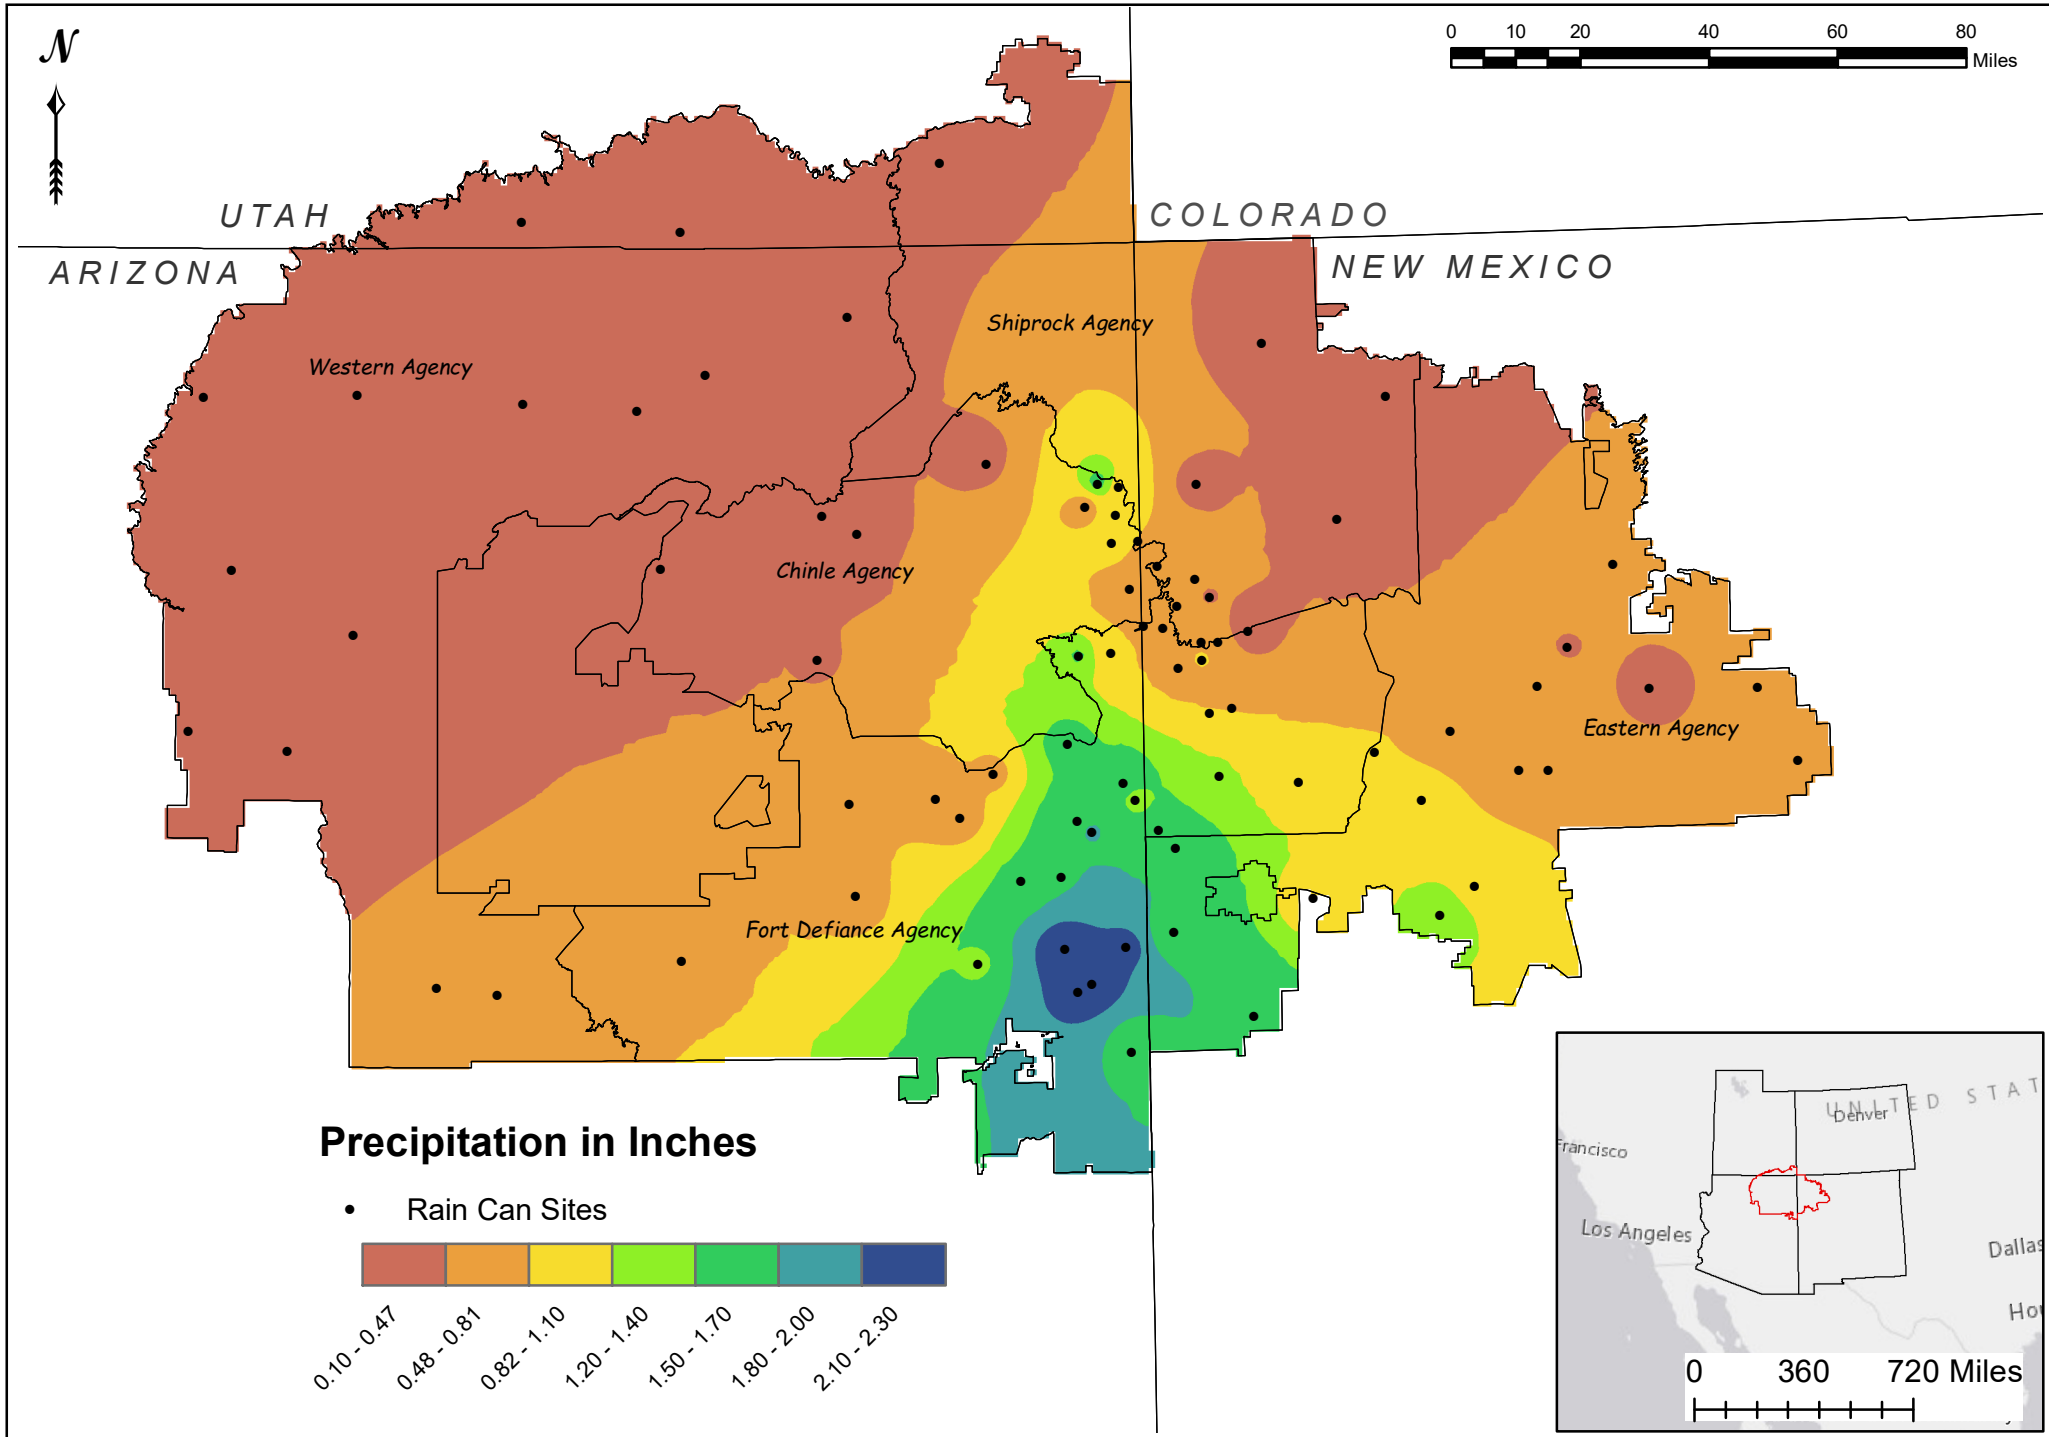 N
0 10 20 40 60 80
Miles
UTAH
COLORADO
ARIZONA
NEW MEXICO
Shiprock Agency
Western Agency
Chinle Agency
Eastern Agency
Fort Defiance Agency
Precipitation in Inches
Rain Can Sites
0.10 - 0.47
0.48 - 0.81
0.82 - 1.10
1.20 - 1.40
1.50 - 1.70
1.80 - 2.00
2.10 - 2.30
UNITED STAT
Denver
Francisco
Los Angeles
Dallas
Hou
0 360 720 Miles